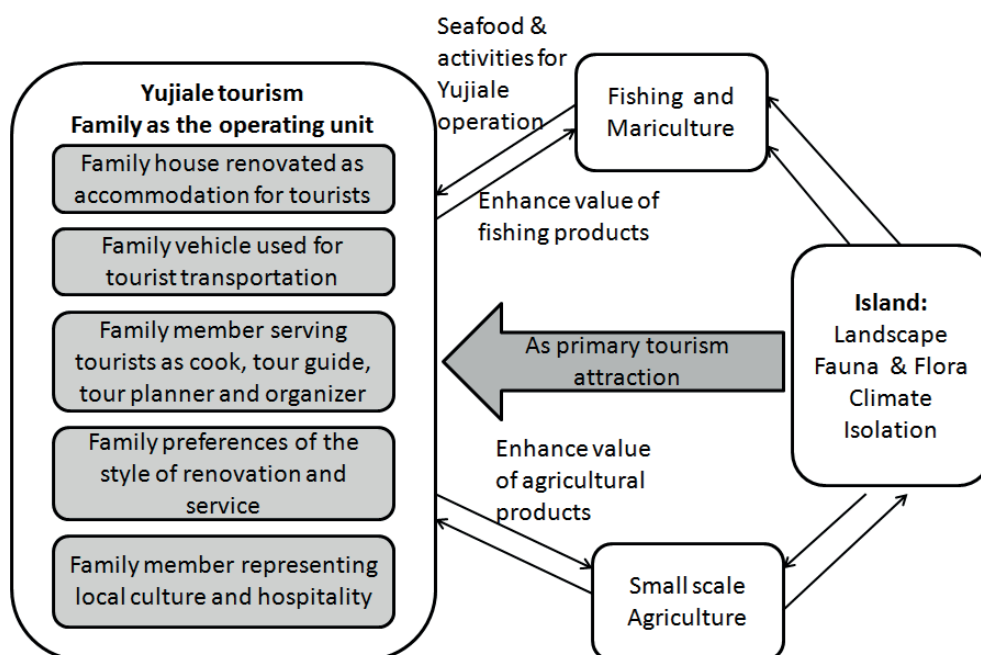 Yujiale tourism
Family as the operating unit
Family house renovated as
accommodation for tourists
Family vehicle used for
tourist transportation
Family member serving
tourists as cook, tour guide,
tour planner and organizer
Family preferences of the
style of renovation and
service
Family member representing
local culture and hospitality
Seafood &
activities for
Yujiale
operation
Fishing and
Mariculture
Enhance value of
fishing products
As primary tourism
attraction
Island:
Landscape
Fauna & Flora
Climate
Isolation
Enhance value
of agricultural
products
Small scale
Agriculture